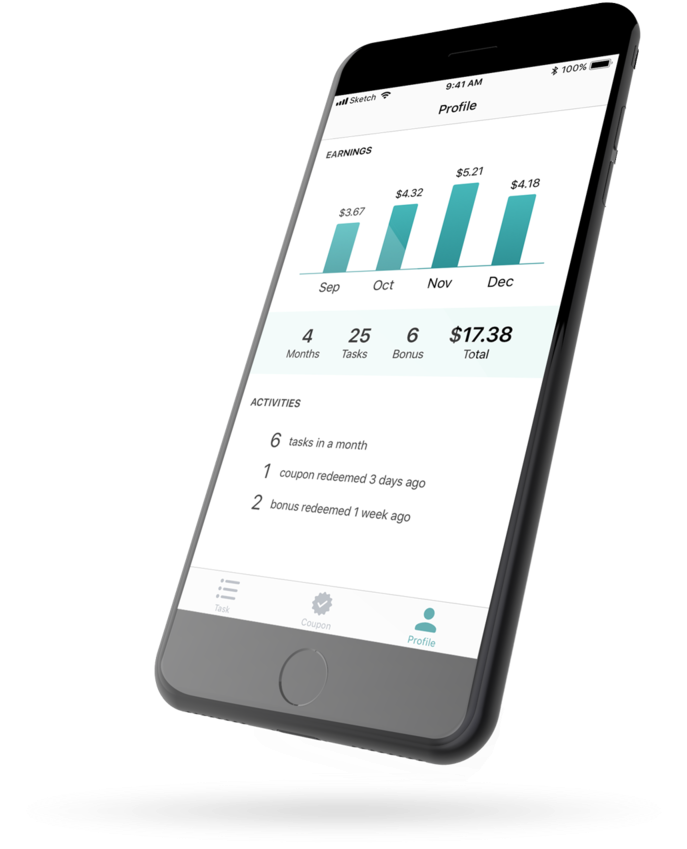 Sketch 9:41 AM 100%
Profile
EARNINGS
$3.67 $4.32 $5.21 $4.18
Sep Oct Nov Dec
4 25 6 $17.38
Months Tasks Bonus Total
ACTIVITIES
6 tasks in a month
1 coupon redeemed 3 days ago
2 bonus redeemed 1 week ago
Task Coupon Profile